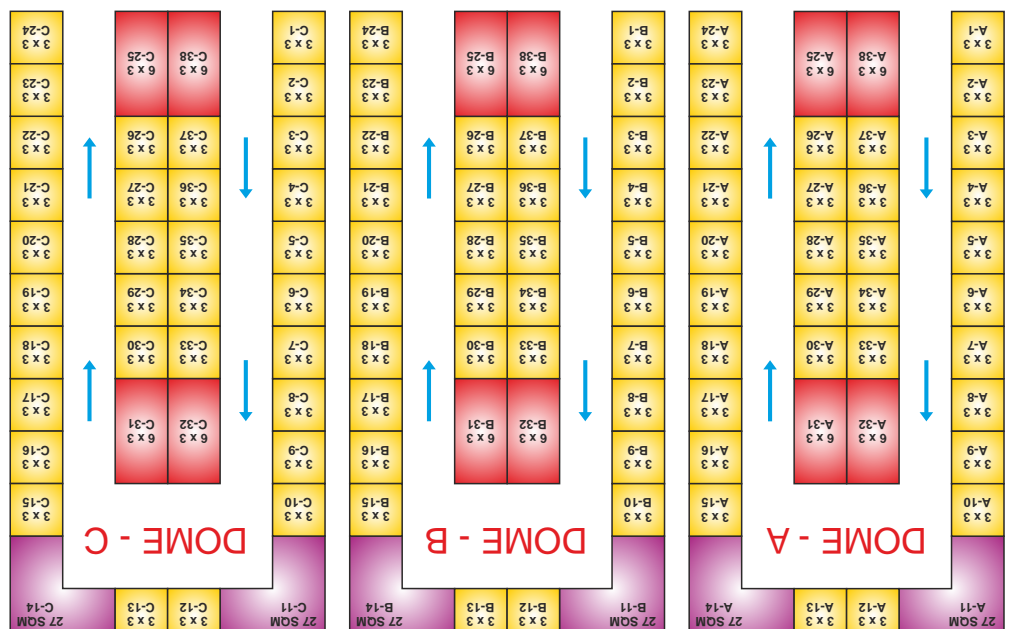 27 SQM 3 x 3 3 x 3 27 SQM 27 SQM 3 x 3 3 x 3 27 SQM 27 SQM 3 x 3 3 x 3 27 SQM
A-11 A-12 A-13 A-14 B-11 B-12 B-13 B-14 C-11 C-12 C-13 C-14
DOME - A DOME - B DOME - C
3 x 3 3 x 3 3 x 3 3 x 3 3 x 3 3 x 3
A-10 A-15 B-10 B-15 C-10 C-15
3 x 3 3 x 3 3 x 3 3 x 3 3 x 3 3 x 3
A-9 A-16 B-9 B-16 C-9 C-16
6 x 3 6 x 3 6 x 3 6 x 3 6 x 3 6 x 3
A-32 A-31 B-32 B-31 C-32 C-31
3 x 3 3 x 3 3 x 3 3 x 3 3 x 3 3 x 3
A-8 A-17 B-8 B-17 C-8 C-17
3 x 3 3 x 3 3 x 3 3 x 3 3 x 3 3 x 3 3 x 3 3 x 3 3 x 3 3 x 3 3 x 3 3 x 3
A-7 A-33 A-30 A-18 B-7 B-33 B-30 B-18 C-7 C-33 C-30 C-18
3 x 3 3 x 3 3 x 3 3 x 3 3 x 3 3 x 3 3 x 3 3 x 3 3 x 3 3 x 3 3 x 3 3 x 3
A-6 A-34 A-29 A-19 B-6 B-34 B-29 B-19 C-6 C-34 C-29 C-19
3 x 3 3 x 3 3 x 3 3 x 3 3 x 3 3 x 3 3 x 3 3 x 3 3 x 3 3 x 3 3 x 3 3 x 3
A-5 A-35 A-28 A-20 B-5 B-35 B-28 B-20 C-5 C-35 C-28 C-20
3 x 3 3 x 3 3 x 3 3 x 3 3 x 3 3 x 3 3 x 3 3 x 3 3 x 3 3 x 3 3 x 3 3 x 3
A-4 A-36 A-27 A-21 B-4 B-36 B-27 B-21 C-4 C-36 C-27 C-21
3 x 3 3 x 3 3 x 3 3 x 3 3 x 3 3 x 3 3 x 3 3 x 3 3 x 3 3 x 3 3 x 3 3 x 3
A-3 A-37 A-26 A-22 B-3 B-37 B-26 B-22 C-3 C-37 C-26 C-22
3 x 3 3 x 3 3 x 3 3 x 3 3 x 3 3 x 3
A-2 A-23 B-2 B-23 C-2 C-23
6 x 3 6 x 3 6 x 3 6 x 3 6 x 3 6 x 3
A-38 A-25 B-38 B-25 C-38 C-25
3 x 3 3 x 3 3 x 3 3 x 3 3 x 3 3 x 3
A-1 A-24 B-1 B-24 C-1 C-24